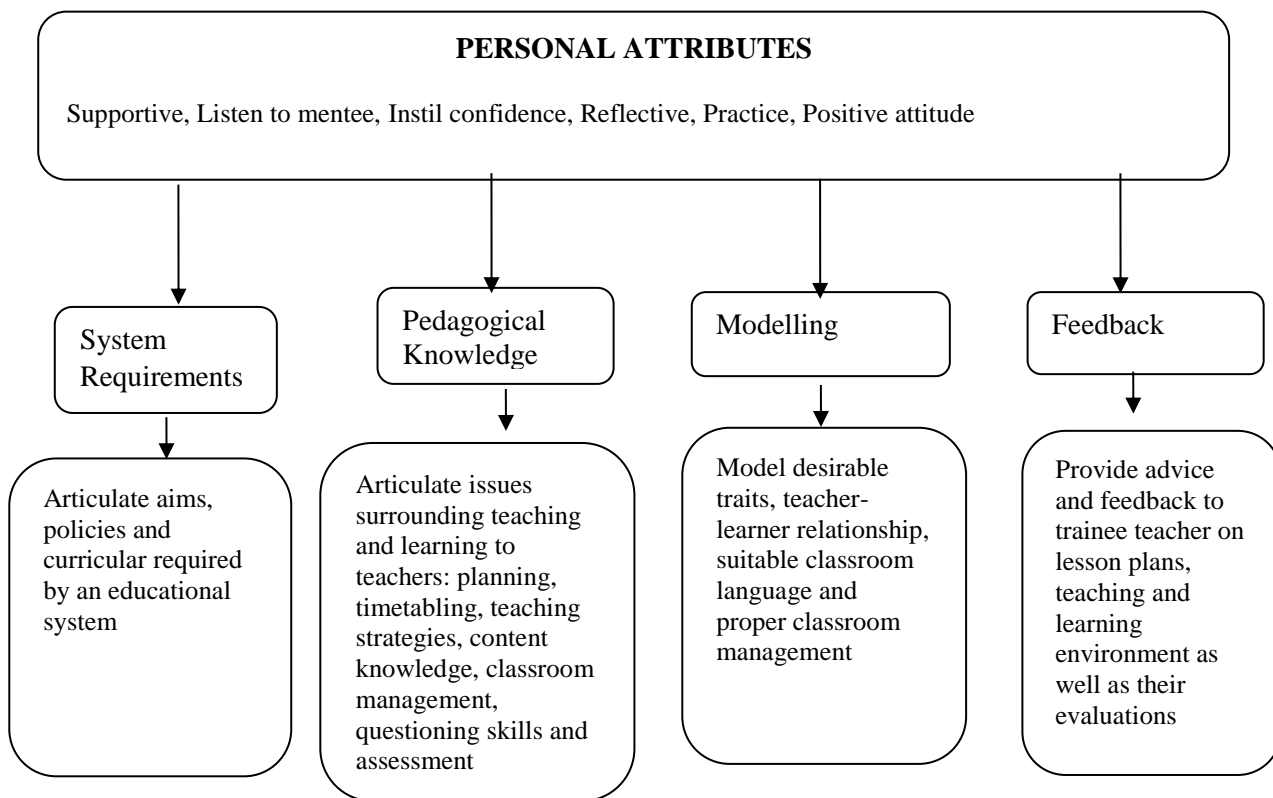 PERSONAL ATTRIBUTES
Supportive, Listen to mentee, Instil confidence, Reflective, Practice, Positive attitude
System
Requirements
Pedagogical
Knowledge
Modelling
Feedback
Articulate aims,
policies and
curricular required
by an educational
system
Articulate issues
surrounding teaching
and learning to
teachers: planning,
timetabling, teaching
strategies, content
knowledge, classroom
management,
questioning skills and
assessment
Model desirable
traits, teacher-
learner relationship,
suitable classroom
language and
proper classroom
management
Provide advice
and feedback to
trainee teacher on
lesson plans,
teaching and
learning
environment as
well as their
evaluations